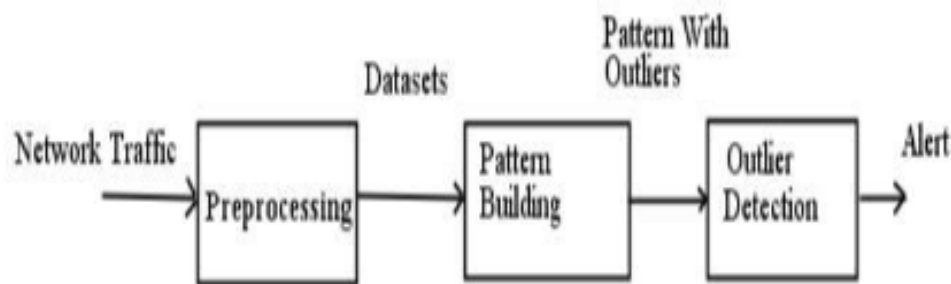 Network Traffic
Preprocessing
Datasets
Pattern
Building
Pattern With
Outliers
Outlier
Detection
Alert